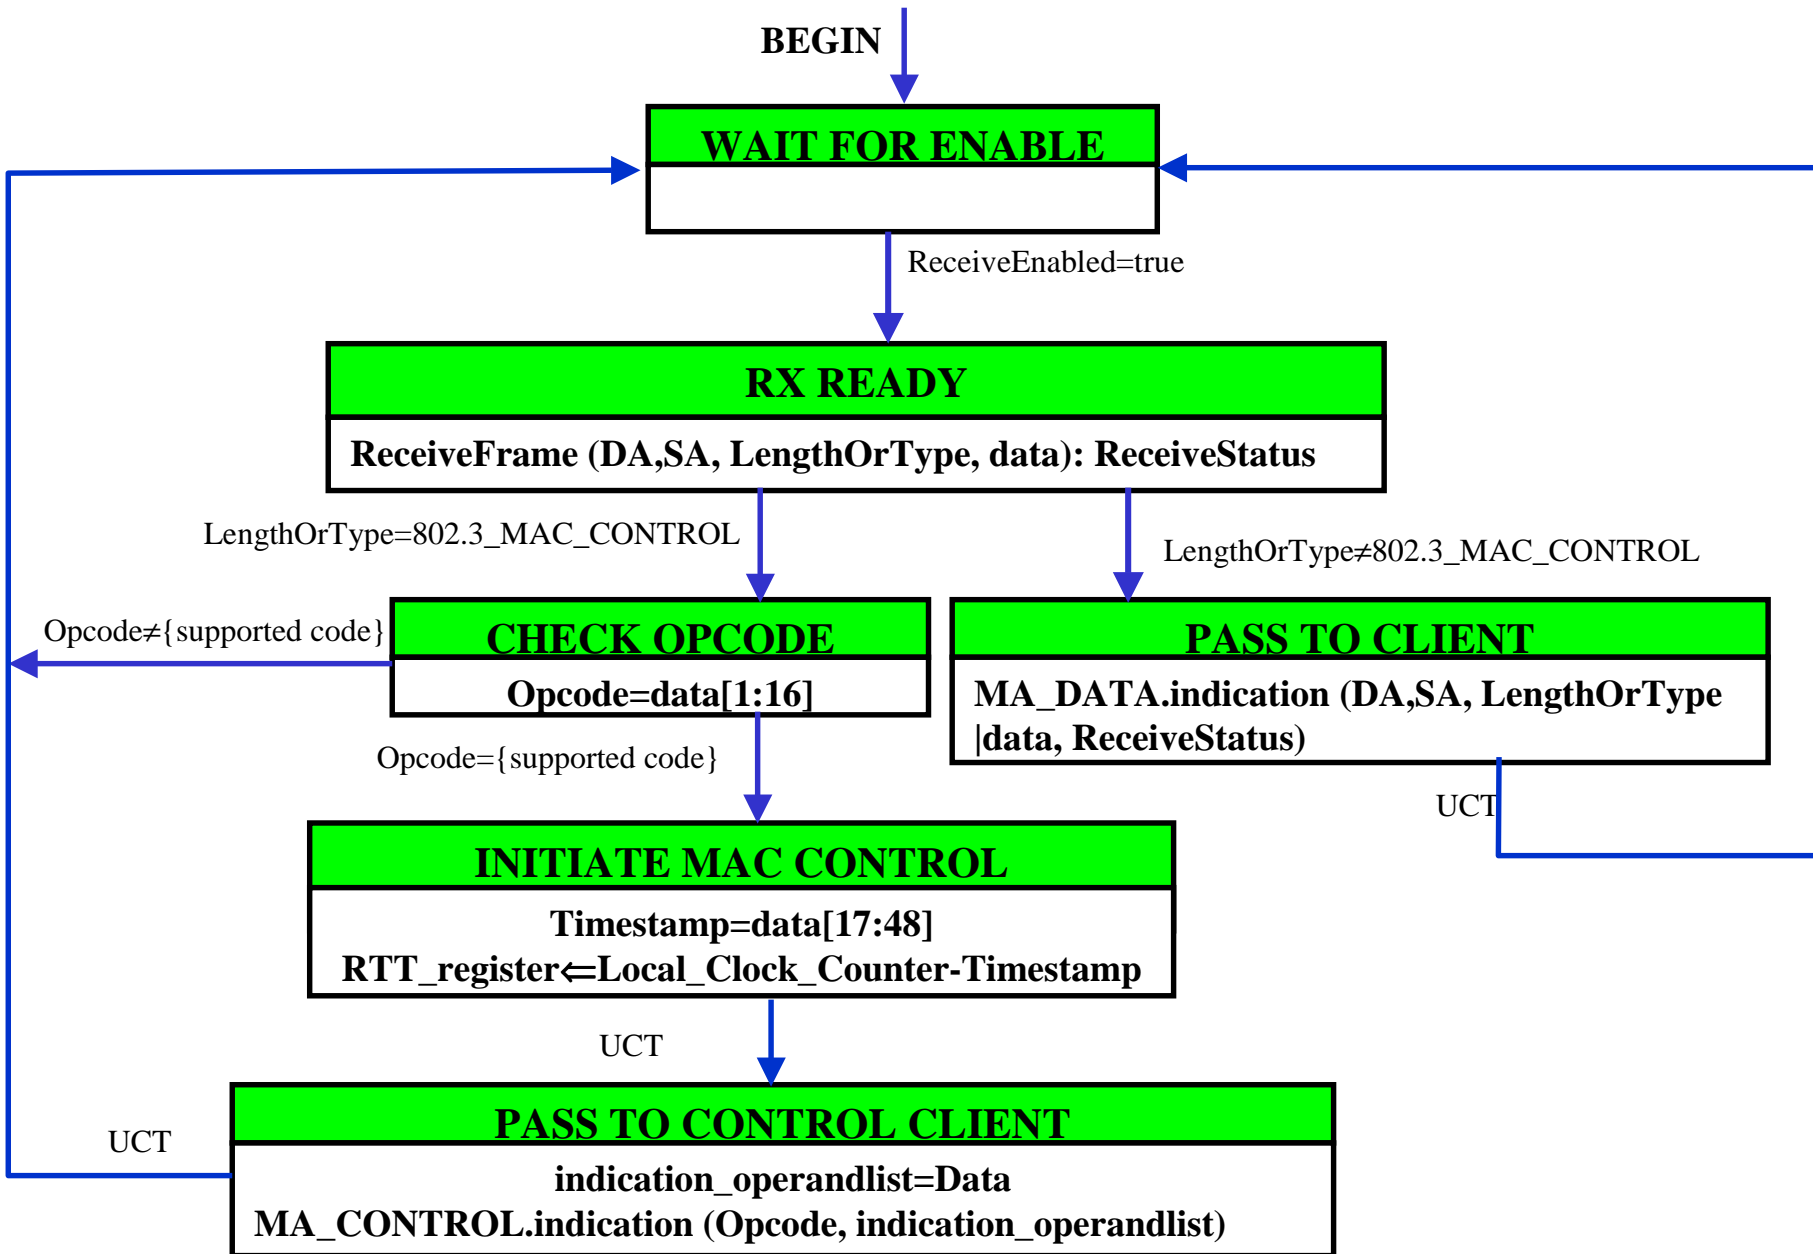 BEGIN
WAIT FOR ENABLE
ReceiveEnabled=true
RX READY
ReceiveFrame (DA,SA, LengthOrType, data): ReceiveStatus
LengthOrType=802.3_MAC_CONTROL
LengthOrType≠802.3_MAC_CONTROL
Opcode≠{supported code}
CHECK OPCODE
Opcode=data[1:16]
PASS TO CLIENT
MA_DATA.indication (DA,SA, LengthOrType
|data, ReceiveStatus)
Opcode={supported code}
UCT
INITIATE MAC CONTROL
Timestamp=data[17:48]
RTT_register⇐Local_Clock_Counter-Timestamp
UCT
PASS TO CONTROL CLIENT
UCT
indication_operandlist=Data
MA_CONTROL.indication (Opcode, indication_operandlist)